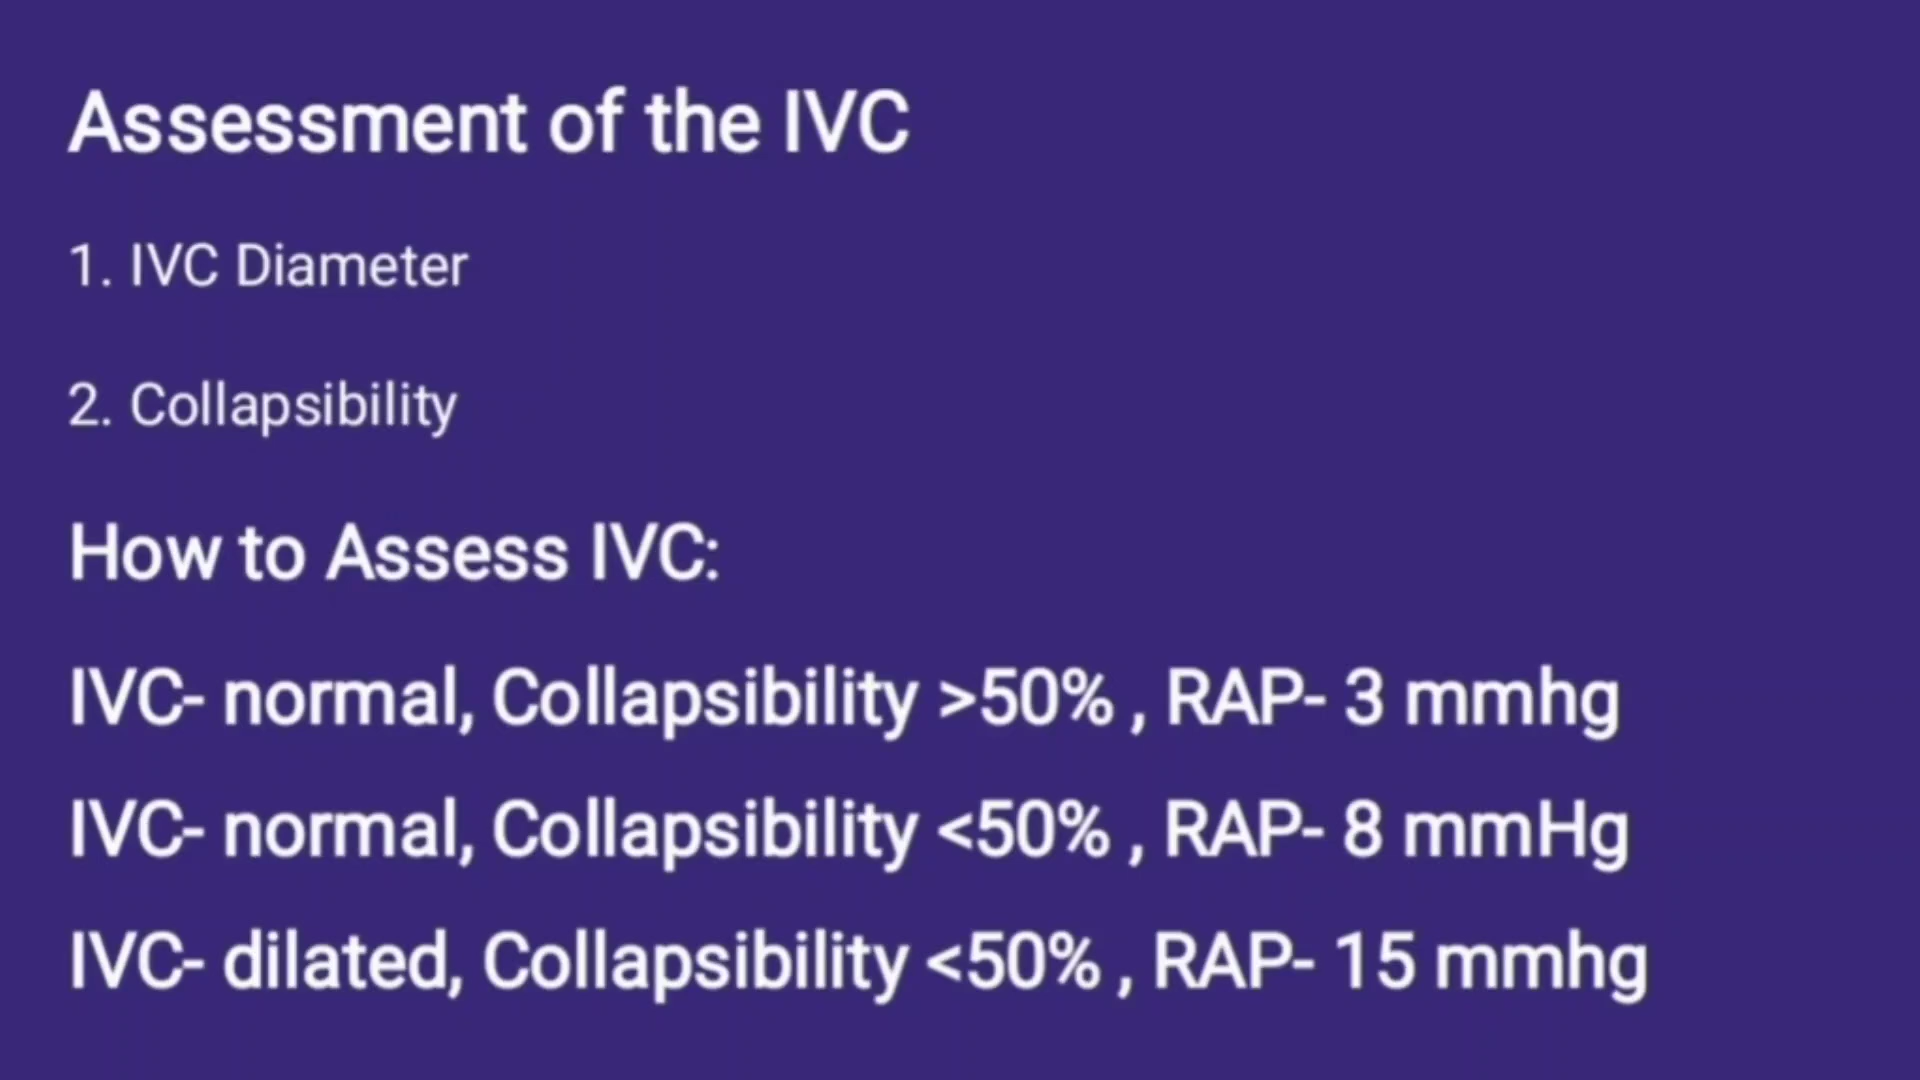 Assessment of the IVC
1. IVC Diameter
2. Collapsibility
How to Assess IVC:
IVC- normal, Collapsibility >50% , RAP- 3 mmhg
IVC- normal, Collapsibility <50% , RAP- 8 mmHg
IVC- dilated, Collapsibility <50% , RAP- 15 mmhg